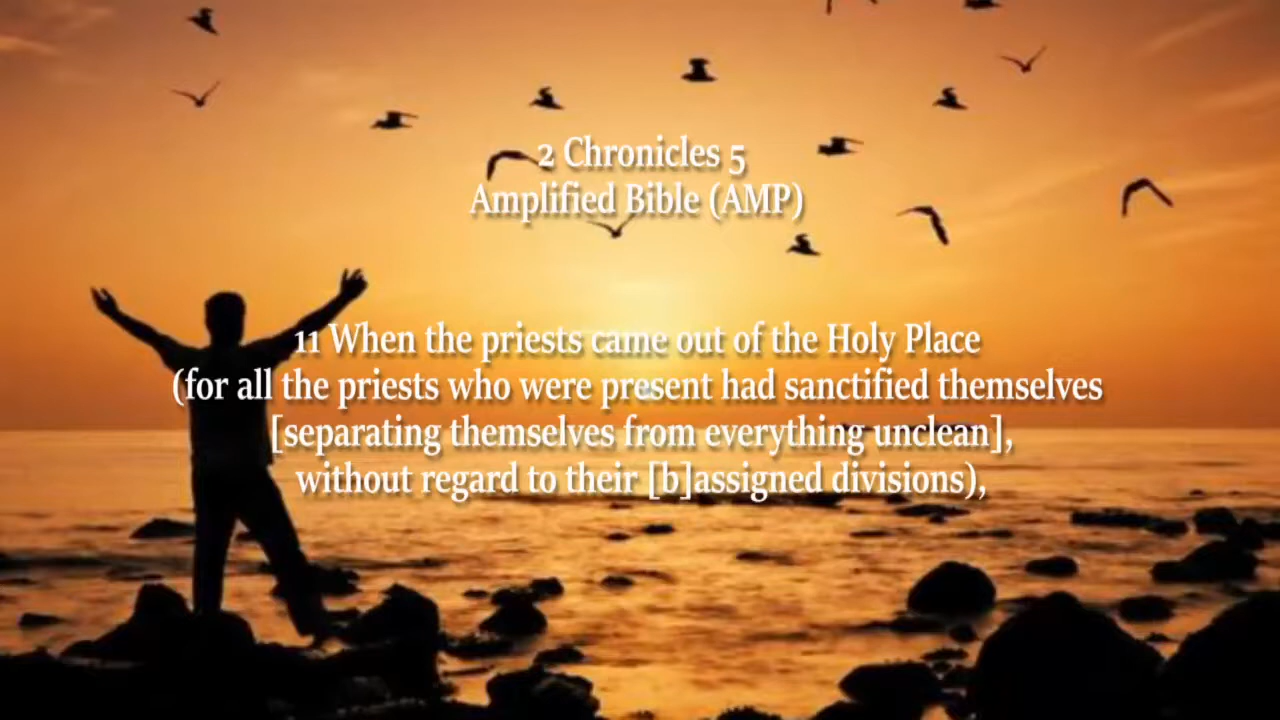 2 Chronicles 5
Amplified Bible (AMP)
11 When the priests came out of the Holy Place
(for all the priests who were present had sanctified themselves
[separating themselves from everything unclean],
without regard to their [b]assigned divisions),